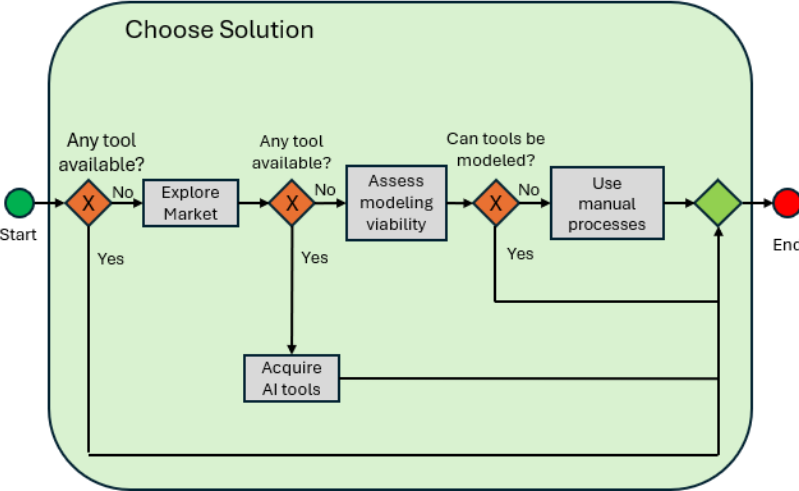 Choose Solution
Any tool
available?
Any tool
available?
Can tools be
modeled?
X
No
Explore
Market
X
No
Assess
modeling
viability
X
No
Use
manual
processes
Start
End
Yes
Yes
Yes
Acquire
AI tools